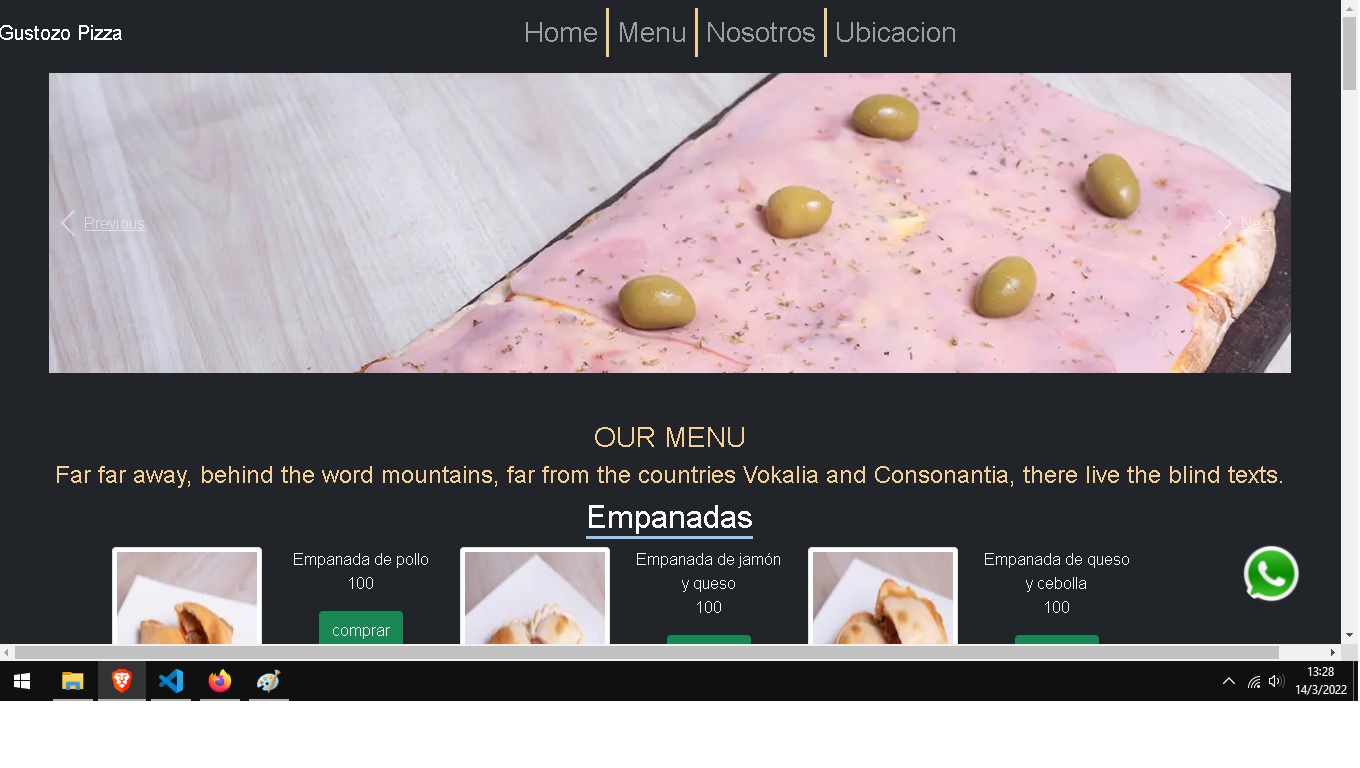 Gustozo Pizza
Home Menu Nosotros Ubicacion
Previous
Next
OUR MENU
Far far away, behind the word mountains, far from the countries Vokalia and Consonantia, there live the blind texts.
Empanadas
Empanada de pollo
100
comprar
Empanada de jamón
y queso
100
Empanada de queso
y cebolla
100
13:28
14/3/2022